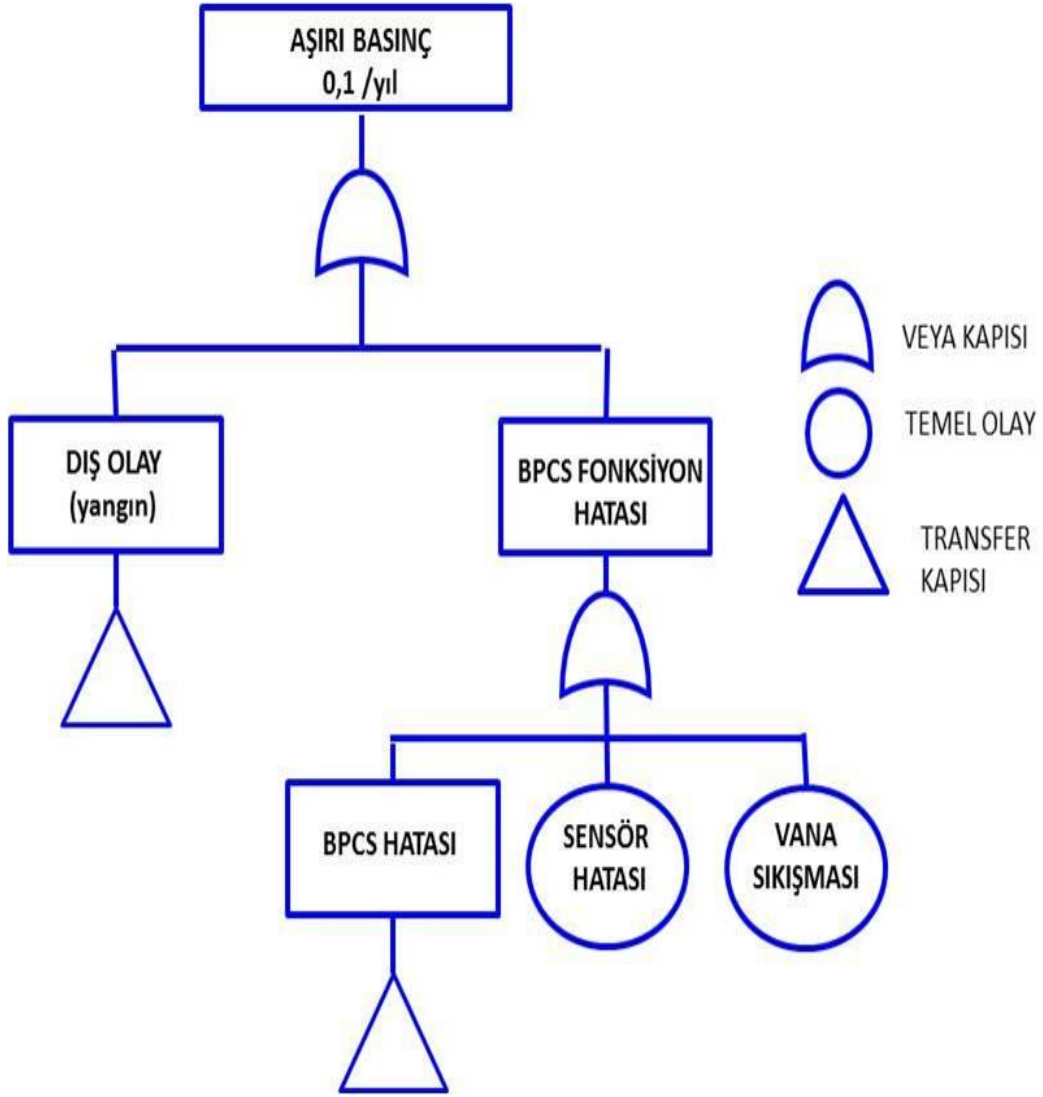 AŞIRI BASINÇ
0,1 /yıl
VEYA KAPISI
TEMEL OLAY
DIŞ OLAY
(yangın)
BPCS FONKSİYON
HATASI
TRANSFER
KAPISI
BPCS HATASI
SENSÖR
HATASI
VANA
SIKIŞMASI